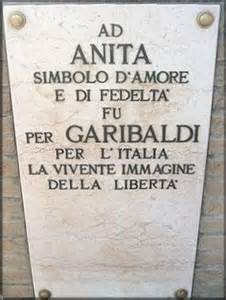 AD
ANITA
SIMBOLO D'AMORE
E DI FEDELTA'
FU
PER GARIBALDI
PER L'ITALIA
LA VIVENTE IMMAGINE
DELLA LIBERTA'